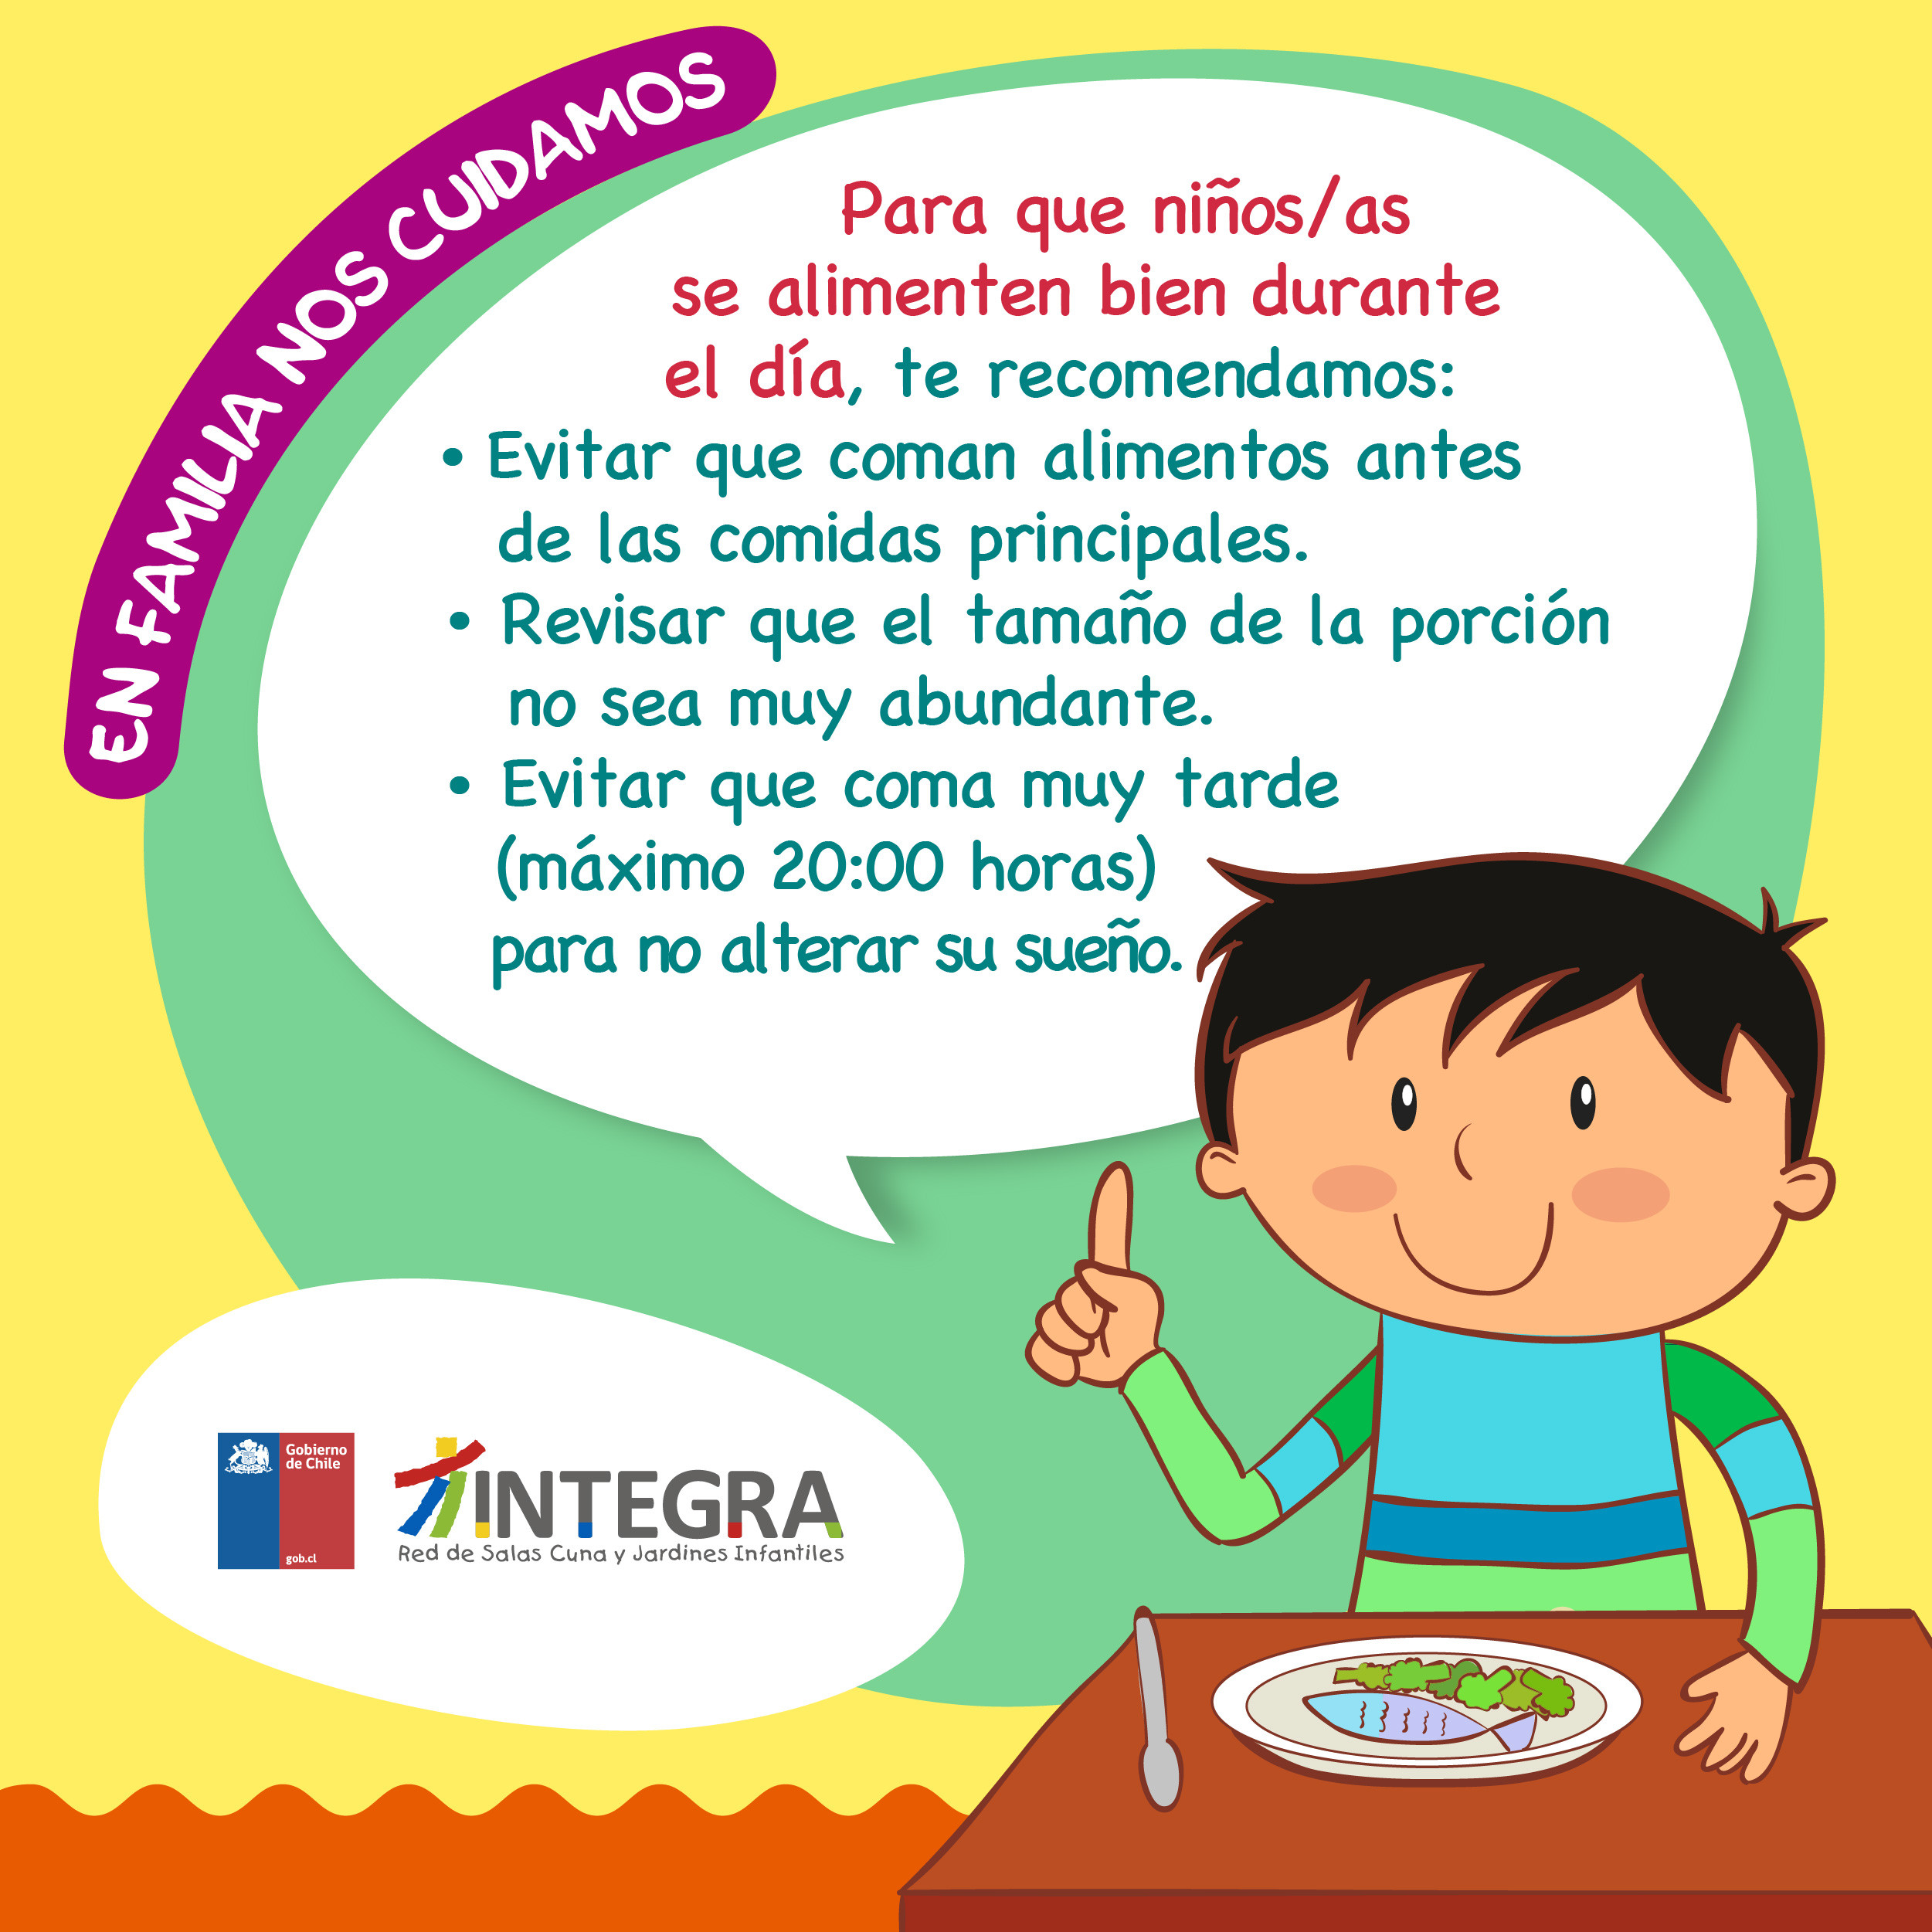 EN FAMILIA NOS CUIDAMOS
Para que niños/as
se alimenten bien durante
el día, te recomendamos:
• Evitar que coman alimentos antes
de las comidas principales.
• Revisar que el tamaño de la porción
no sea muy abundante.
• Evitar que coma muy tarde
(máximo 20:00 horas)
para no alterar su sueño.
Gobierno
de Chile
gob.cl
INTEGRA
Red de Salas Cuna y Jardines Infantiles